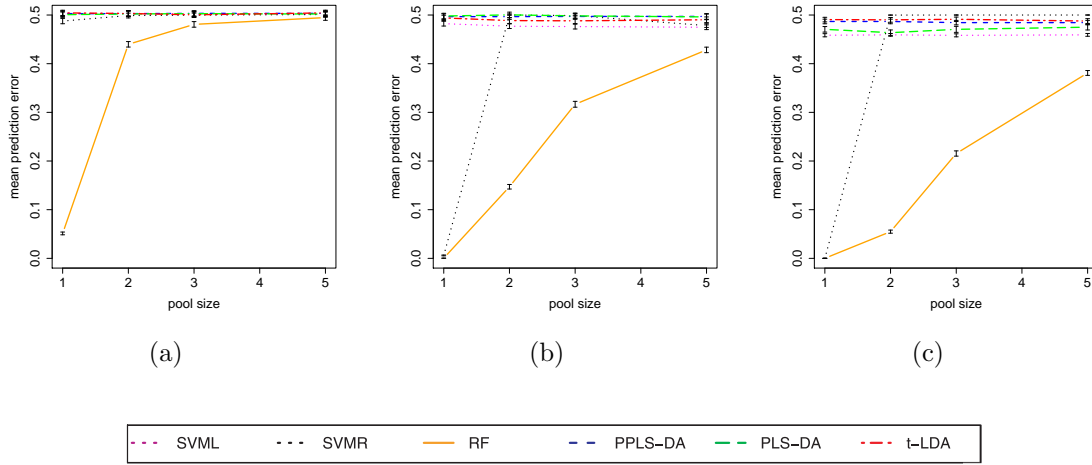 0.5
0.4
0.3
0.2
0.1
0.0
mean prediction error
1 2 3 4 5
pool size
(a)
0.5
0.4
0.3
0.2
0.1
0.0
mean prediction error
1 2 3 4 5
pool size
(b)
0.5
0.4
0.3
0.2
0.1
0.0
mean prediction error
1 2 3 4 5
pool size
(c)
SVML SVMR RF PPLS−DA PLS−DA t−LDA